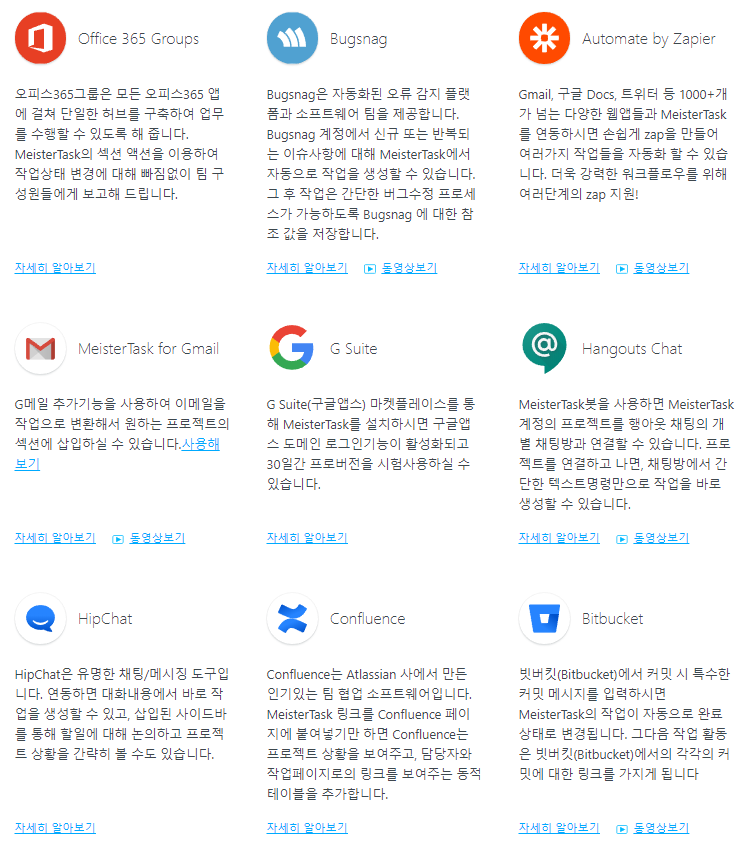 Office 365 Groups
오피스365그룹은 모든 오피스365 앱
에 걸쳐 단일한 허브를 구축하여 업무
를 수행할 수 있도록 해 줍니다.
MeisterTask의 섹션 액션을 이용하여
작업상태 변경에 대해 빠짐없이 팀 구
성원들에게 보고해 드립니다.
자세히 알아보기
Bugsnag
Bugsnag은 자동화된 오류 감지 플랫
폼과 소프트웨어 팀을 제공합니다.
Bugsnag 계정에서 신규 또는 반복되
는 이슈사항에 대해 MeisterTask에서
자동으로 작업을 생성할 수 있습니다.
그 후 작업은 간단한 버그수정 프로세
스가 가능하도록 Bugsnag 에 대한 참
조 값을 저장합니다.
자세히 알아보기 동영상보기
Automate by Zapier
Gmail, 구글 Docs, 트위터 등 1000+개
가 넘는 다양한 웹앱들과 MeisterTask
를 연동하시면 손쉽게 zap을 만들어
여러가지 작업들을 자동화 할 수 있습
니다. 더욱 강력한 워크플로우를 위해
여러단계의 zap 지원!
자세히 알아보기 동영상보기
MeisterTask for Gmail
G메일 추가기능을 사용하여 이메일을
작업으로 변환해서 원하는 프로젝트의
섹션에 삽입하실 수 있습니다.사용해
보기
자세히 알아보기 동영상보기
G Suite
G Suite(구글앱스) 마켓플레이스를 통
해 MeisterTask를 설치하시면 구글앱
스 도메인 로그인기능이 활성화되고
30일간 프로버전을 시험사용하실 수
있습니다.
자세히 알아보기
Hangouts Chat
MeisterTask봇을 사용하면 MeisterTask
계정의 프로젝트를 행아웃 채팅의 개
별 채팅방과 연결할 수 있습니다. 프로
젝트를 연결하고 나면, 채팅방에서 간
단한 텍스트명령만으로 작업을 바로
생성할 수 있습니다.
자세히 알아보기 동영상보기
HipChat
HipChat은 유명한 채팅/메시징 도구입
니다. 연동하면 대화내용에서 바로 작
업을 생성할 수 있고, 삽입된 사이드바
를 통해 할일에 대해 논의하고 프로젝
트 상황을 간략히 볼 수도 있습니다.
자세히 알아보기
Confluence
Confluence는 Atlassian 사에서 만든
인기있는 팀 협업 소프트웨어입니다.
MeisterTask 링크를 Confluence 페이
지에 붙여넣기만 하면 Confluence는
프로젝트 상황을 보여주고, 담당자와
작업페이지로의 링크를 보여주는 동적
테이블을 추가합니다.
자세히 알아보기
Bitbucket
빗버킷(Bitbucket)에서 커밋 시 특수한
커밋 메시지를 입력하시면
MeisterTask의 작업이 자동으로 완료
상태로 변경됩니다. 그다음 작업 활동
은 빗버킷(Bitbucket)에서의 각각의 커
밋에 대한 링크를 가지게 됩니다
자세히 알아보기 동영상보기